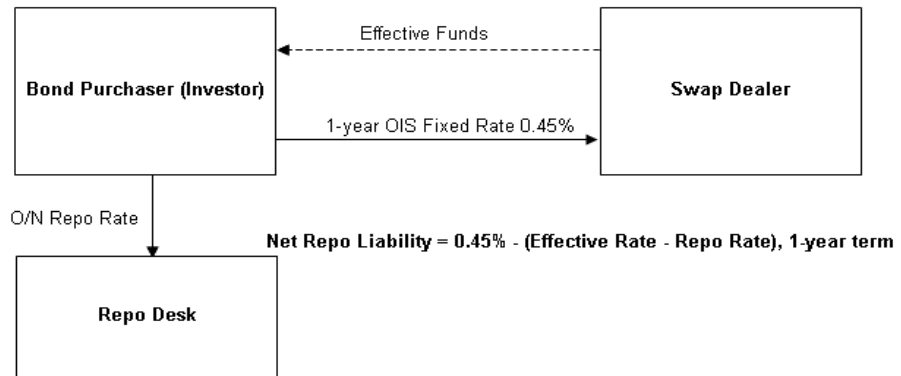 Effective Funds
Bond Purchaser (Investor)
Swap Dealer
1-year OIS Fixed Rate 0.45%
O/N Repo Rate
Net Repo Liability = 0.45% - (Effective Rate - Repo Rate), 1-year term
Repo Desk